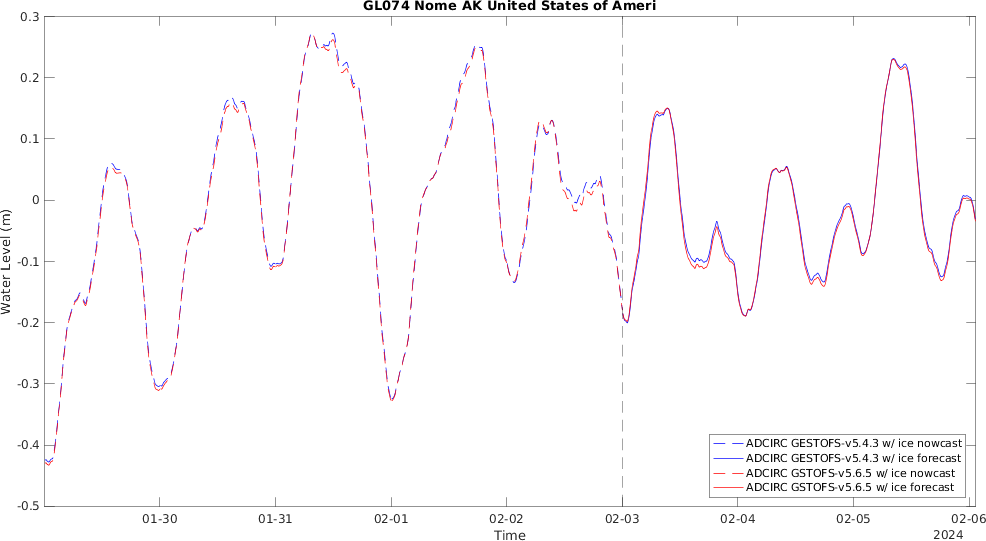 GL074 Nome AK United States of Ameri
0.3
0.2
0.1
0
-0.1
-0.2
-0.3
-0.4
-0.5
Water Level (m)
ADCIRC GESTOFS-v5.4.3 w/ ice nowcast
ADCIRC GESTOFS-v5.4.3 w/ ice forecast
ADCIRC GSTOFS-v5.6.5 w/ ice nowcast
ADCIRC GSTOFS-v5.6.5 w/ ice forecast
01-30 01-31 02-01 02-02 02-03 02-04 02-05 02-06
Time
2024